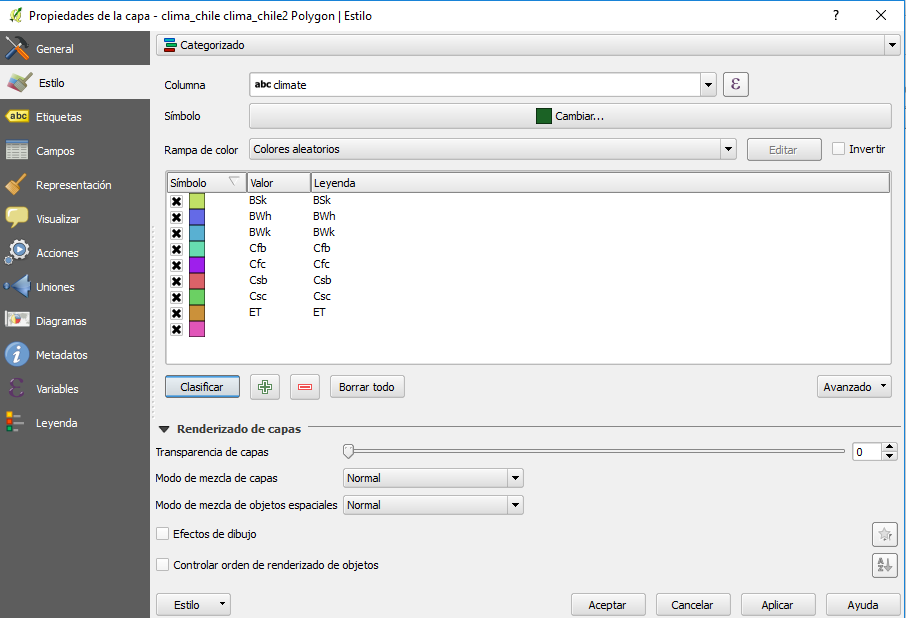 Propiedades de la capa - clima_chile clima_chile2 Polygon | Estilo
?
General
Estilo
abc Etiquetas
Campos
Representación
Visualizar
Acciones
Uniones
Diagramas
Metadatos
Variables
Leyenda
Categorizado
Columna abc climate ε
Símbolo Cambiar...
Rampa de color Colores aleatorios Editar Invertir
Símbolo Valor Leyenda
BSk BSk
BWh BWh
BWk BWk
Cfb Cfb
Cfc Cfc
Csb Csb
Csc Csc
ET ET
Clasificar Borrar todo Avanzado
Renderizado de capas
Transparencia de capas 0
Modo de mezcla de capas Normal
Modo de mezcla de objetos espaciales Normal
Efectos de dibujo
Controlar orden de renderizado de objetos
Estilo Aceptar Cancelar Aplicar Ayuda